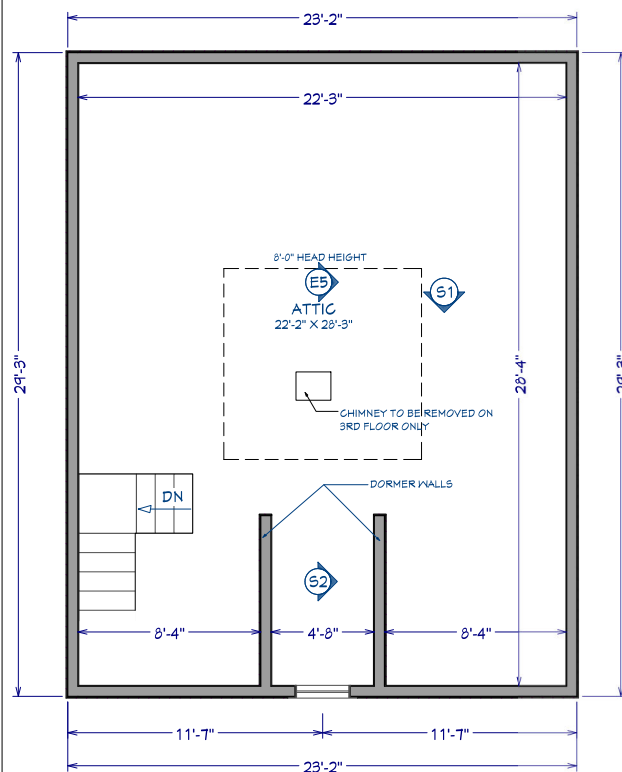 23'-2"
22'-3"
8'-0" HEAD HEIGHT
E5
S1
ATTIC
22'-2" X 28'-3"
29'-3"
28'-4"
29'-3"
CHIMNEY TO BE REMOVED ON
3RD FLOOR ONLY
DORMER WALLS
DN
S2
8'-4"
4'-8"
8'-4"
11'-7"
11'-7"
23'-2"